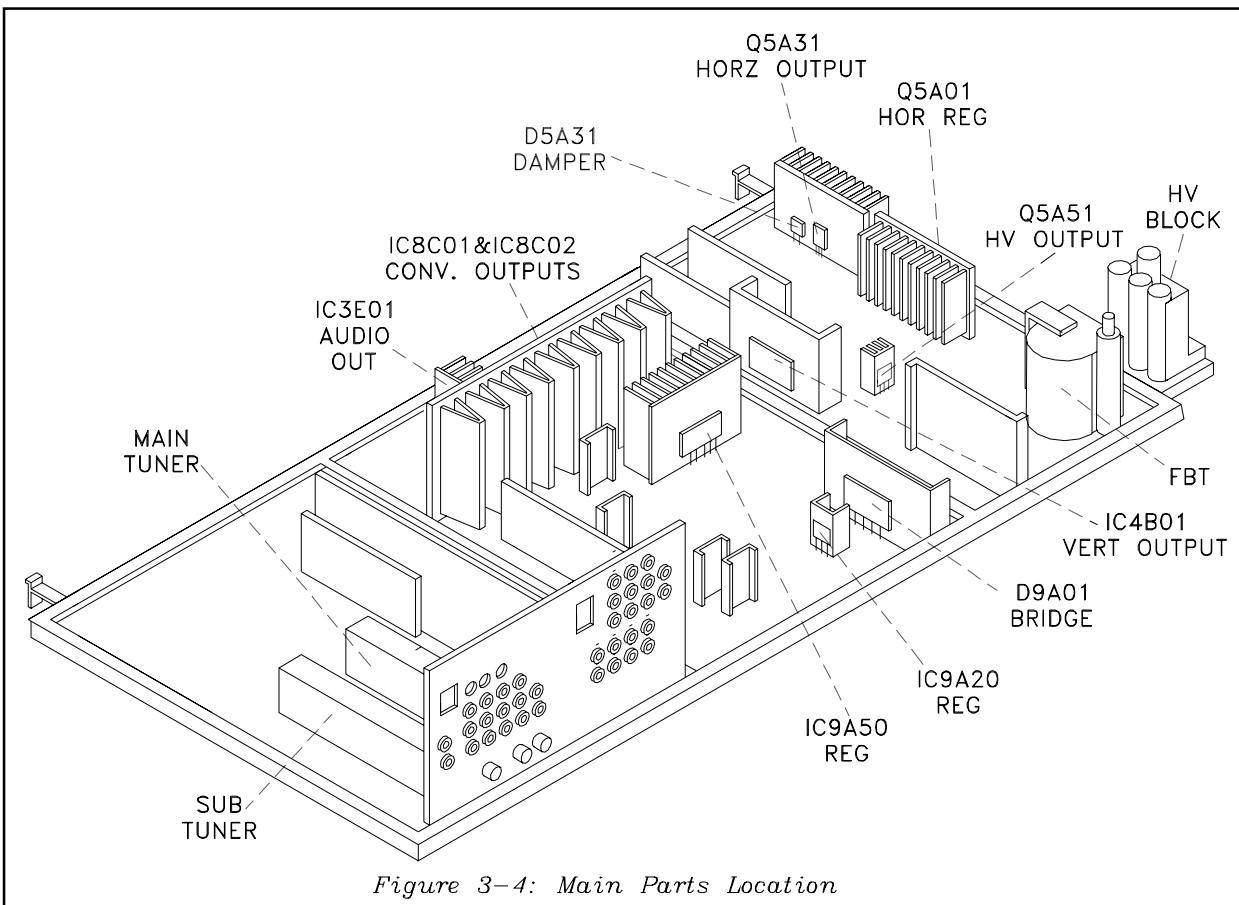 Q5A31
HORZ OUTPUT
Q5A01
HOR REG
D5A31
DAMPER
Q5A51
HV OUTPUT
HV
BLOCK
IC8C01&IC8C02
CONV. OUTPUTS
IC3E01
AUDIO
OUT
MAIN
TUNER
FBT
IC4B01
VERT OUTPUT
D9A01
BRIDGE
IC9A20
REG
IC9A50
REG
SUB
TUNER
Figure 3-4: Main Parts Location